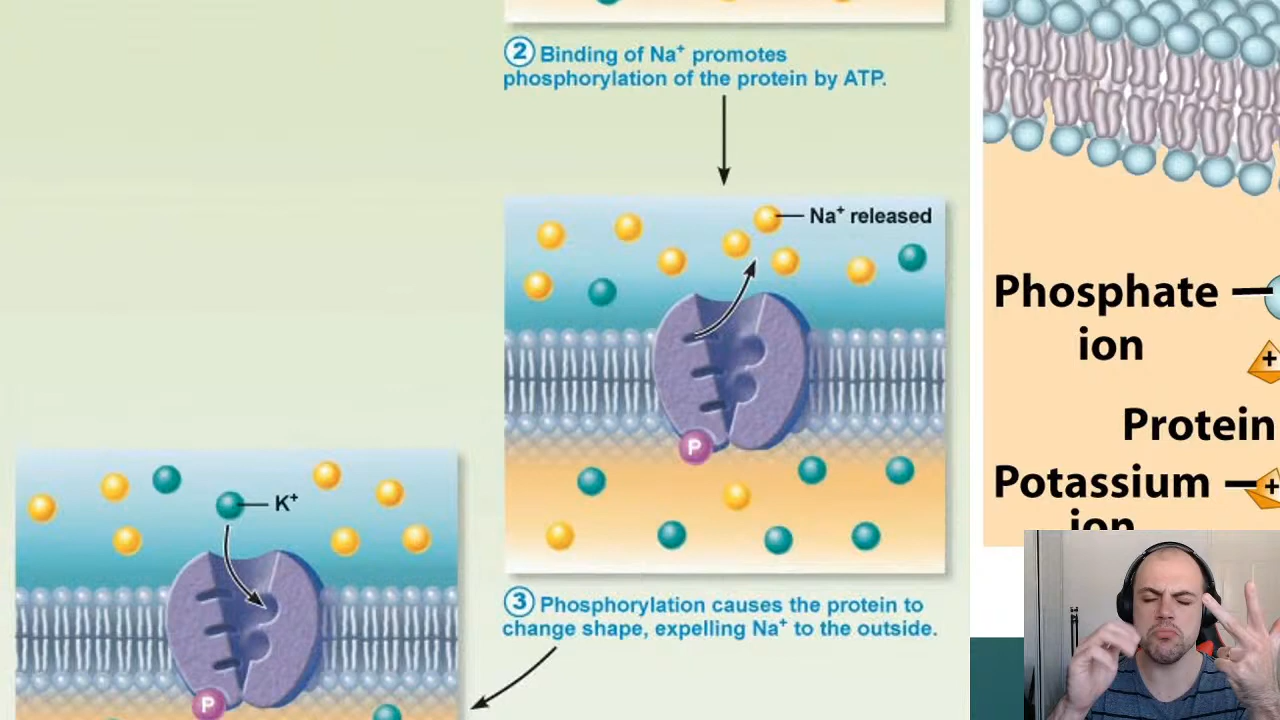 ② Binding of Na⁺ promotes
phosphorylation of the protein by ATP.
Na⁺ released
P
③ Phosphorylation causes the protein to
change shape, expelling Na⁺ to the outside.
K⁺
P
Phosphate
ion
+
Protein
Potassium
+
ion